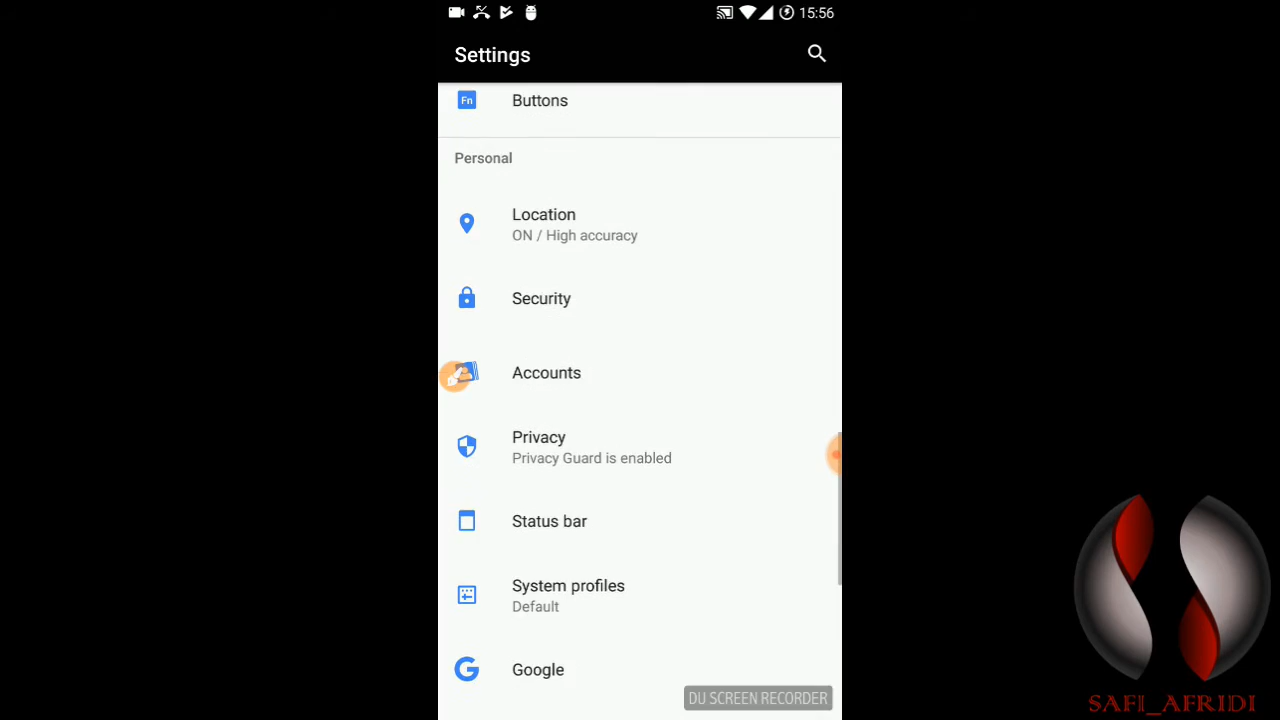 15:56
Settings
Fn
Buttons
Personal
Location
ON / High accuracy
Security
Accounts
Privacy
Privacy Guard is enabled
Status bar
System profiles
Default
Google
DU SCREEN RECORDER
SAFI_AFRIDI